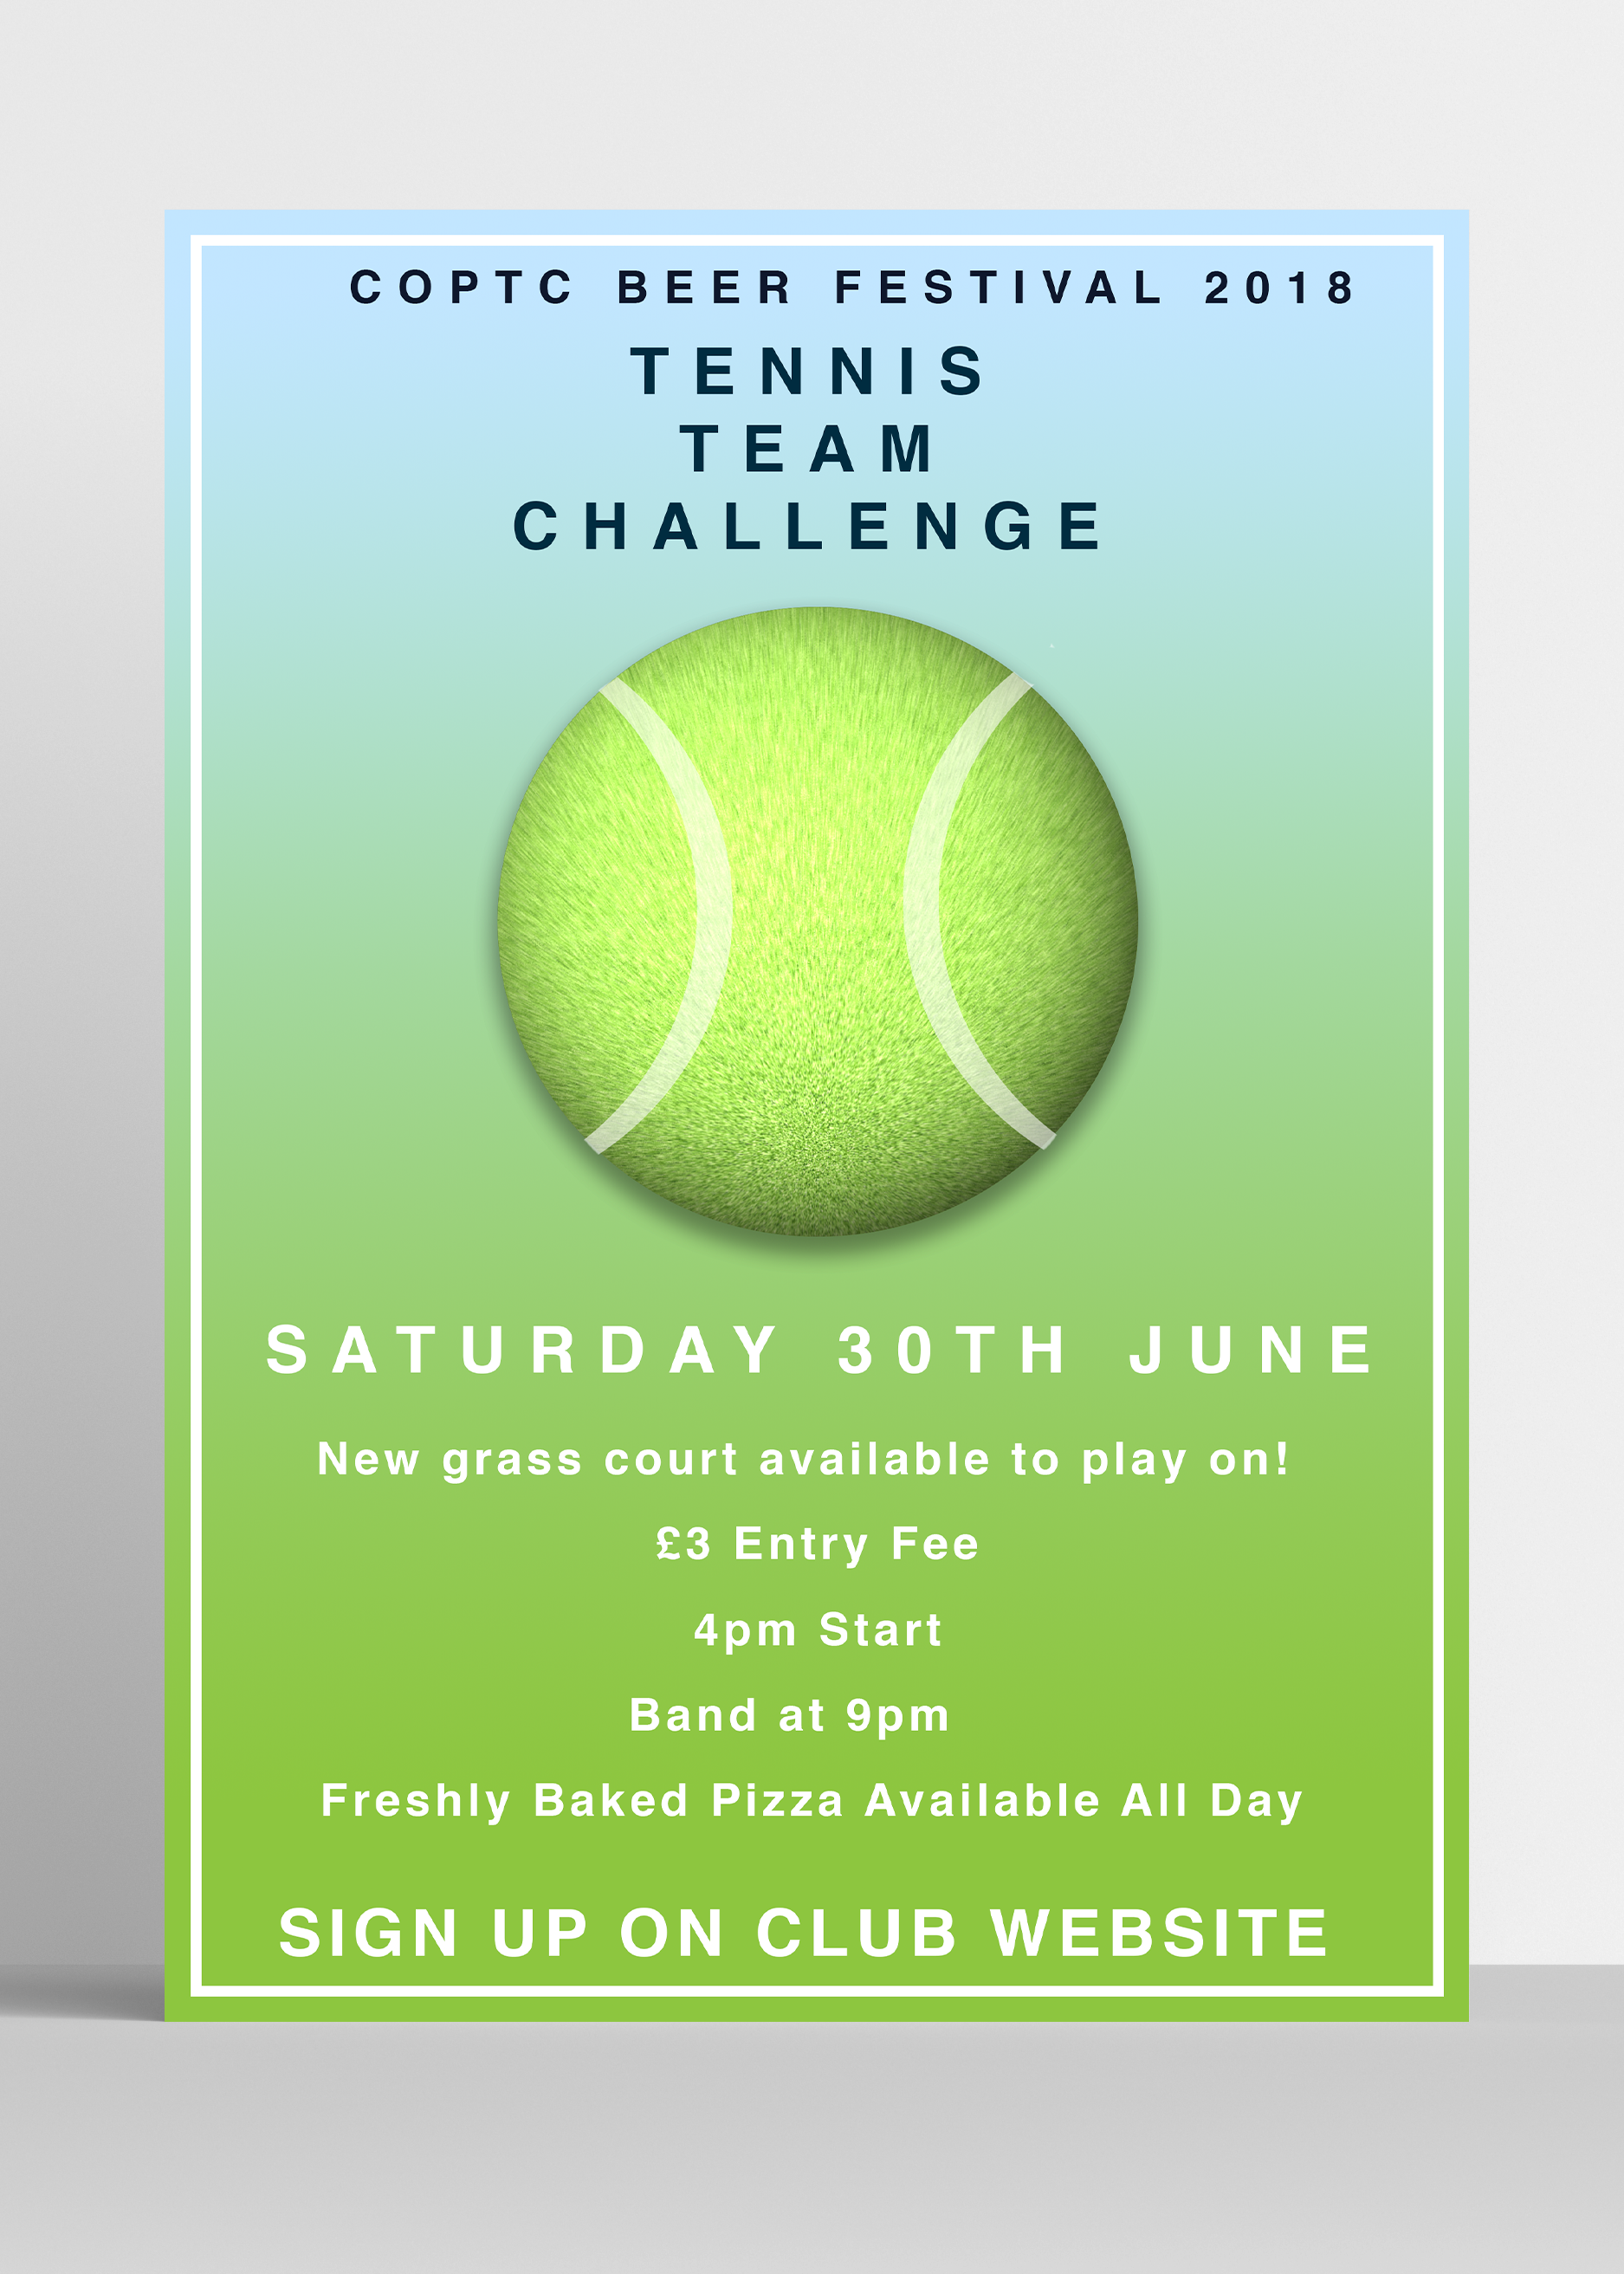 COPTC BEER FESTIVAL 2018
TENNIS
TEAM
CHALLENGE
SATURDAY 30TH JUNE
New grass court available to play on!
£3 Entry Fee
4pm Start
Band at 9pm
Freshly Baked Pizza Available All Day
SIGN UP ON CLUB WEBSITE